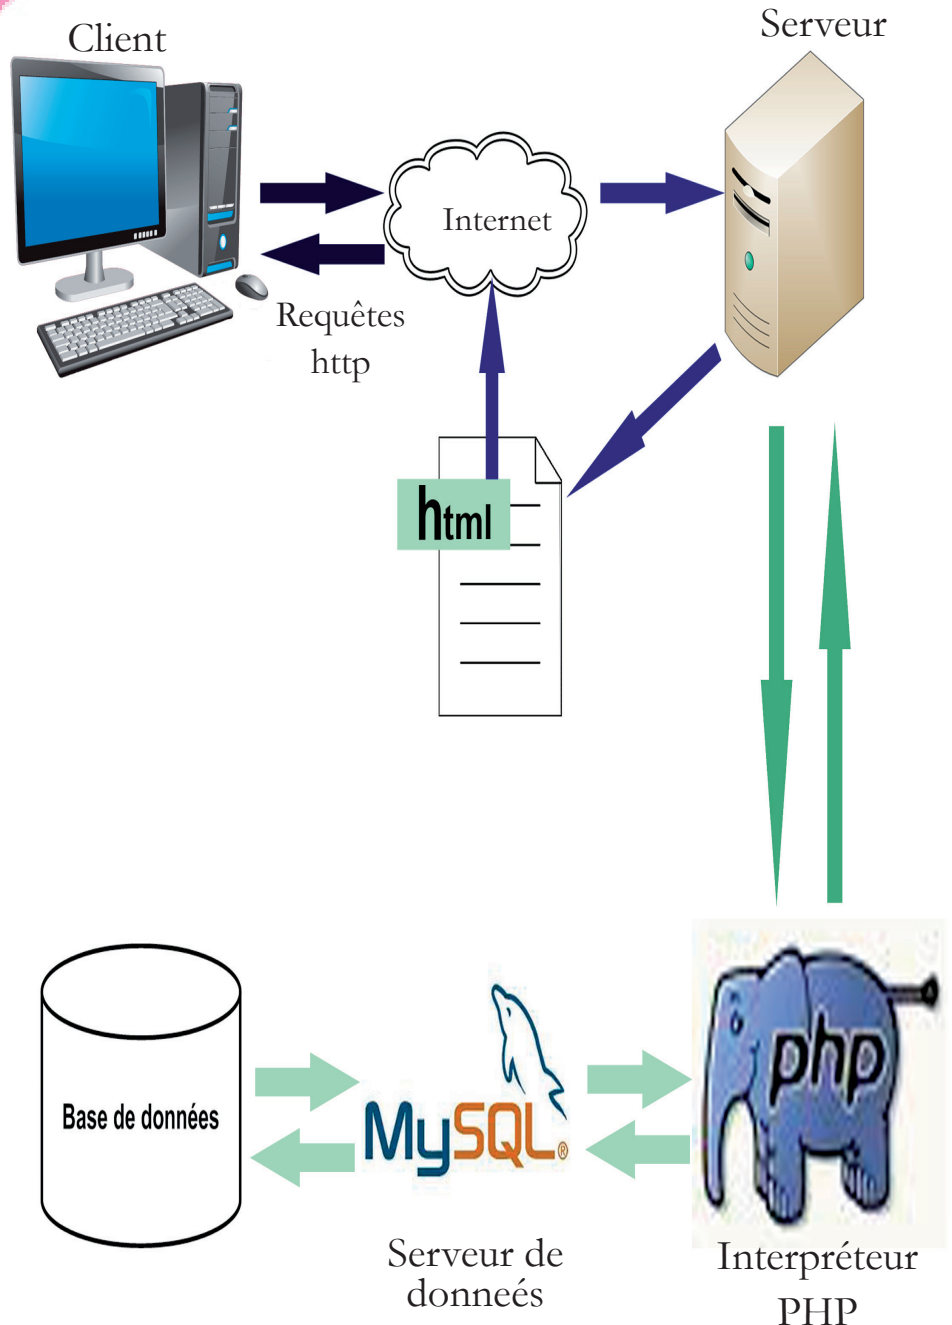 Client
Serveur
Internet
Requêtes
http
html
Base de données
MySQL®
php
Serveur de
donneés
Interpréteur
PHP